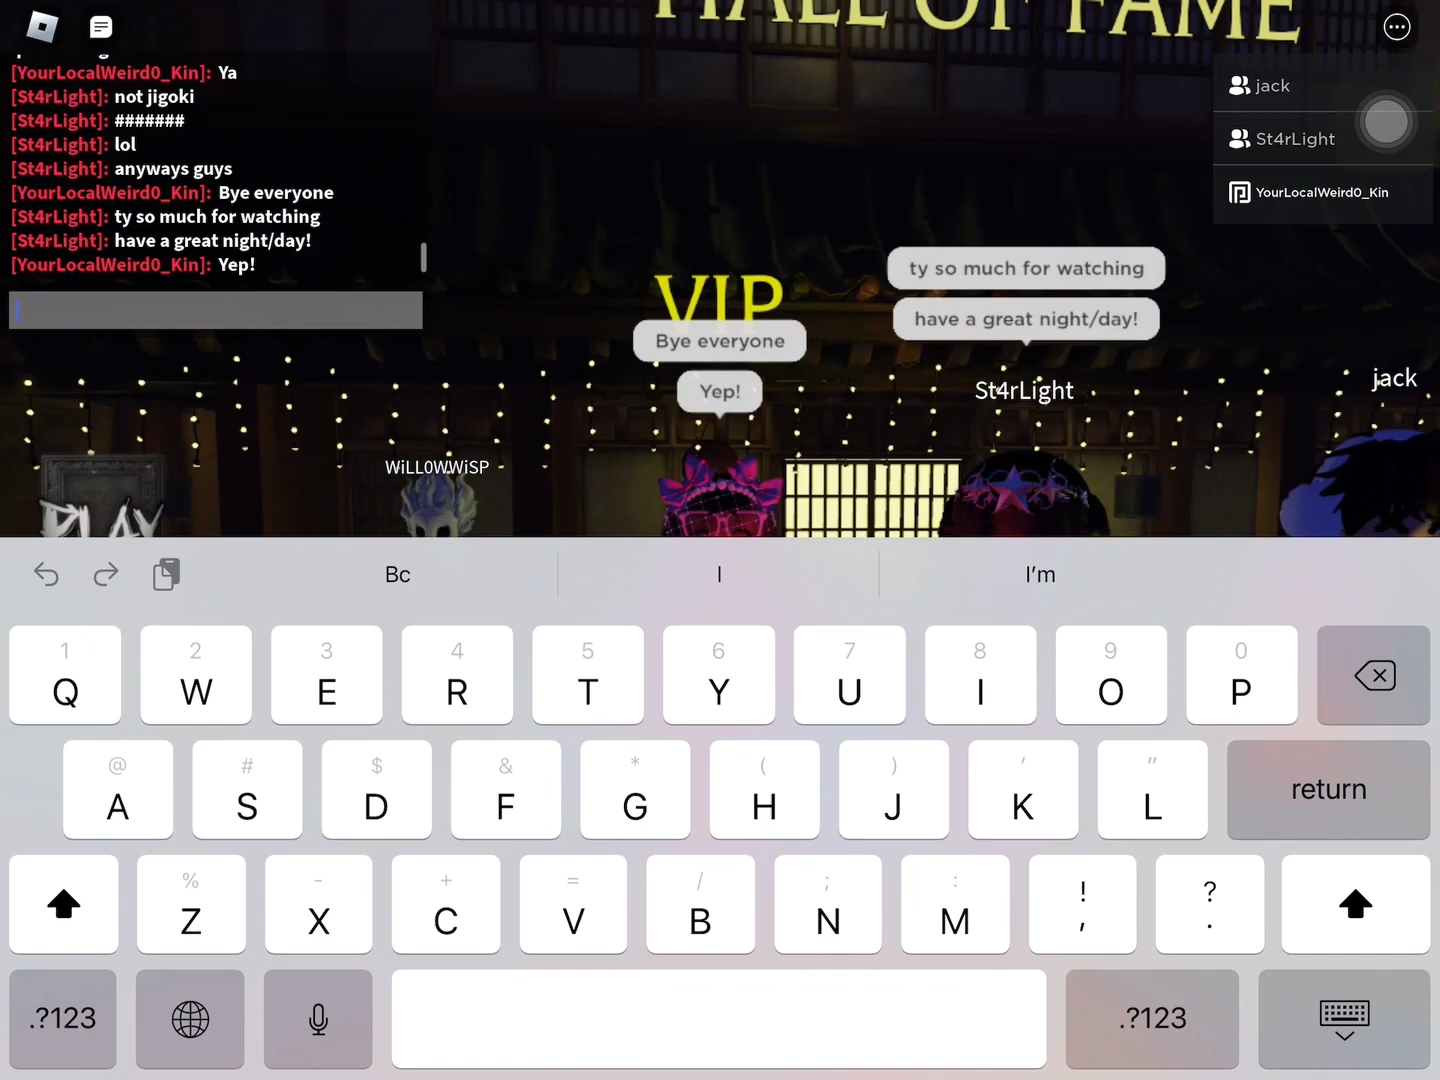 HALL OF FAME
[YourLocalWeird0_Kin]: Ya
[St4rLight]: not jigoki
[St4rLight]: #######
[St4rLight]: lol
[St4rLight]: anyways guys
[YourLocalWeird0_Kin]: Bye everyone
[St4rLight]: ty so much for watching
[St4rLight]: have a great night/day!
[YourLocalWeird0_Kin]: Yep!
jack
St4rLight
YourLocalWeird0_Kin
VIP
ty so much for watching
have a great night/day!
Bye everyone
Yep!
St4rLight
jack
WiLL0WWiSP
PLAY
Bc I I'm
1 2 3 4 5 6 7 8 9 0
Q W E R T Y U I O P
@ # $ & * ( ) ' "
A S D F G H J K L return
% - + = / ; : ! ?
Z X C V B N M , .
.?123 .?123